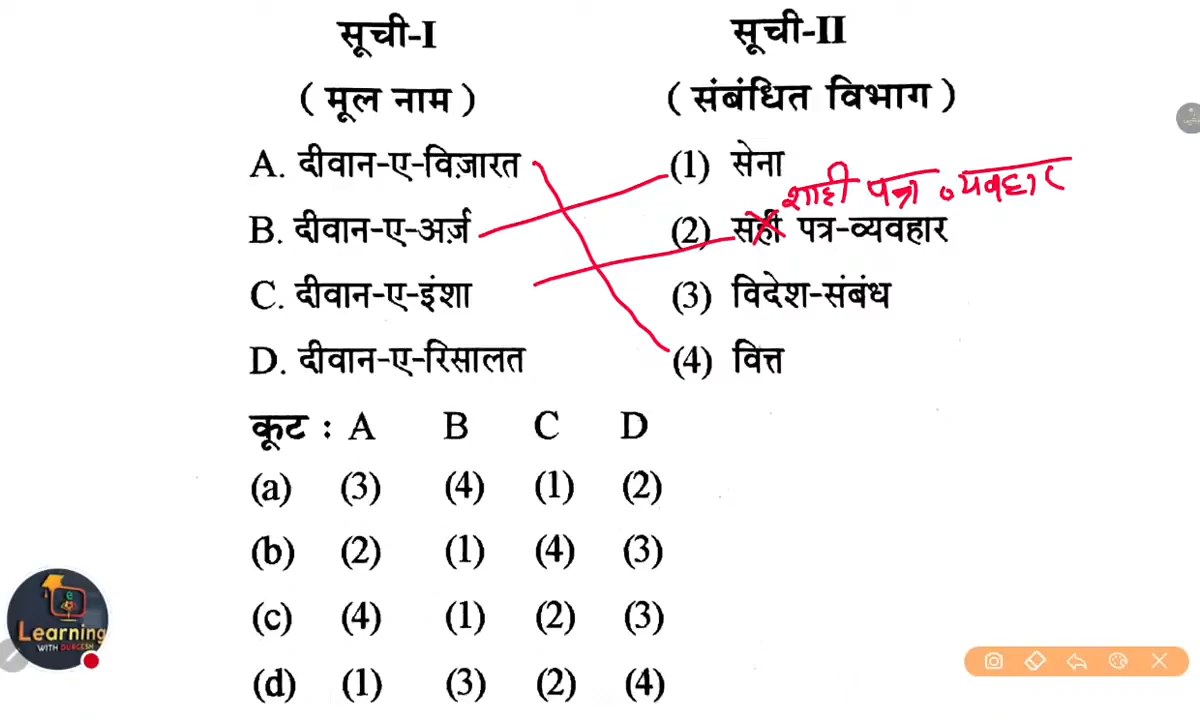 सूची-I सूची-II
( मूल नाम ) ( संबंधित विभाग )
A. दीवान-ए-विज़ारत (1) सेना
शाही पत्र व्यवहार
B. दीवान-ए-अर्ज़ (2) सही पत्र-व्यवहार
C. दीवान-ए-इंशा (3) विदेश-संबंध
D. दीवान-ए-रिसालत (4) वित्त
कूट : A B C D
(a) (3) (4) (1) (2)
(b) (2) (1) (4) (3)
(c) (4) (1) (2) (3)
(d) (1) (3) (2) (4)
e
Learning
WITH DURGESH